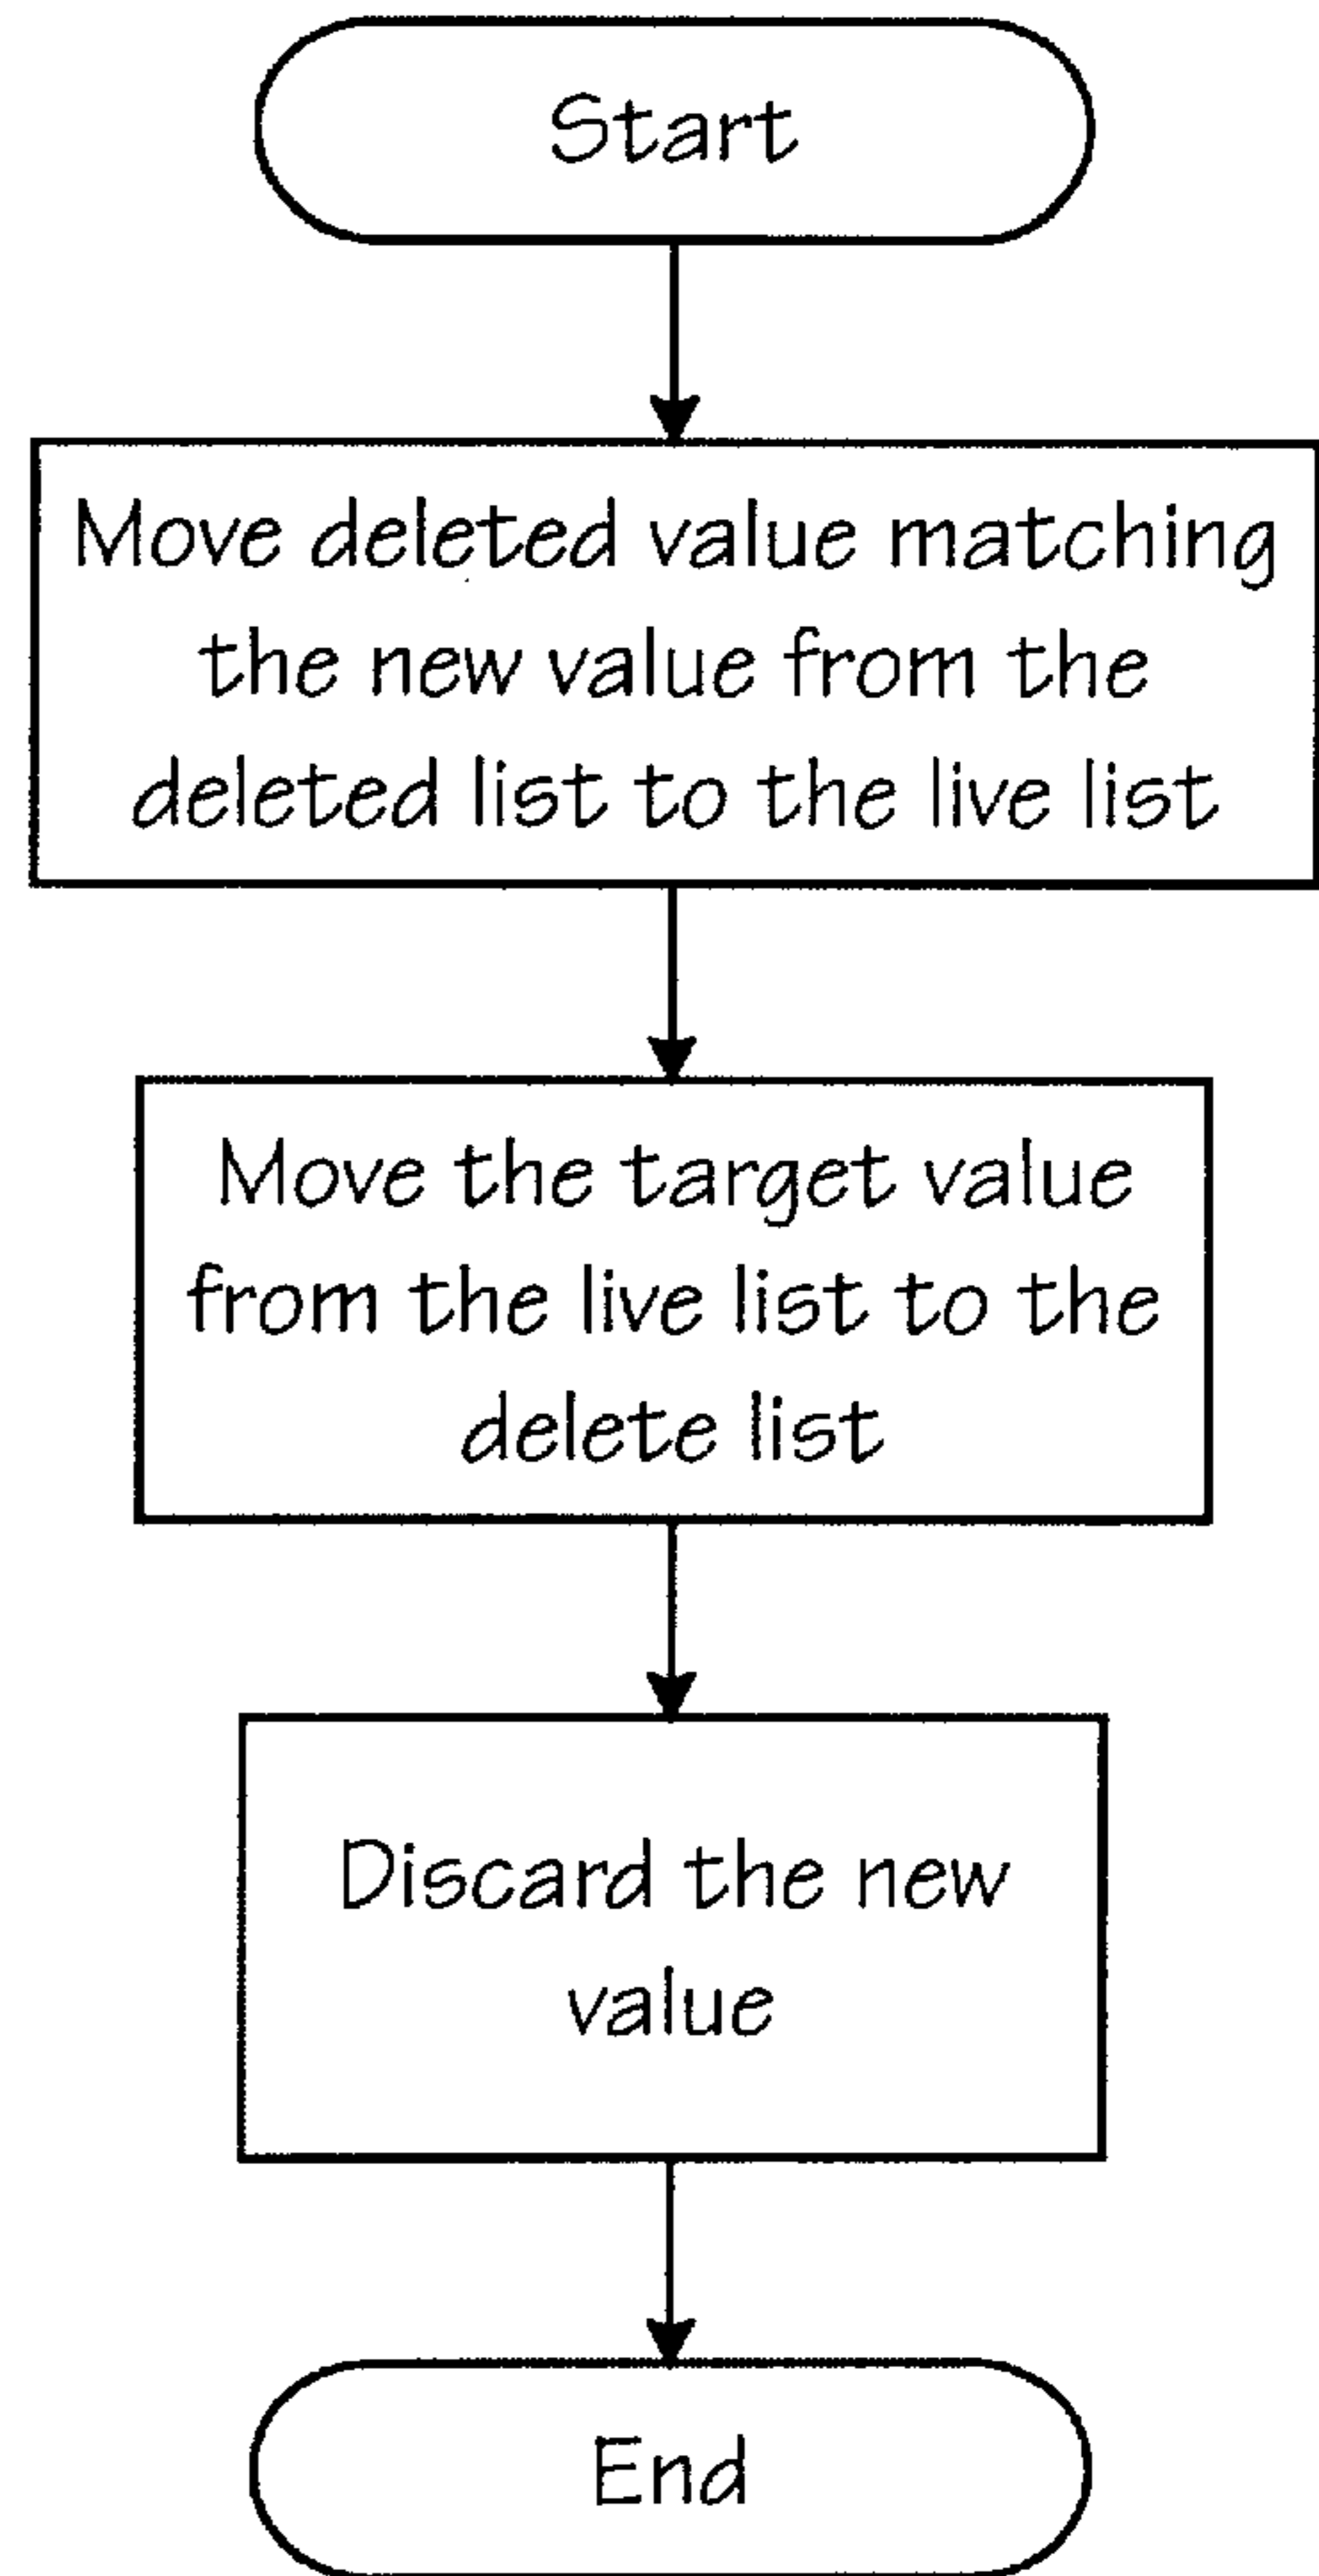 Start
Move deleted value matching
the new value from the
deleted list to the live list
Move the target value
from the live list to the
delete list
Discard the new
value
End